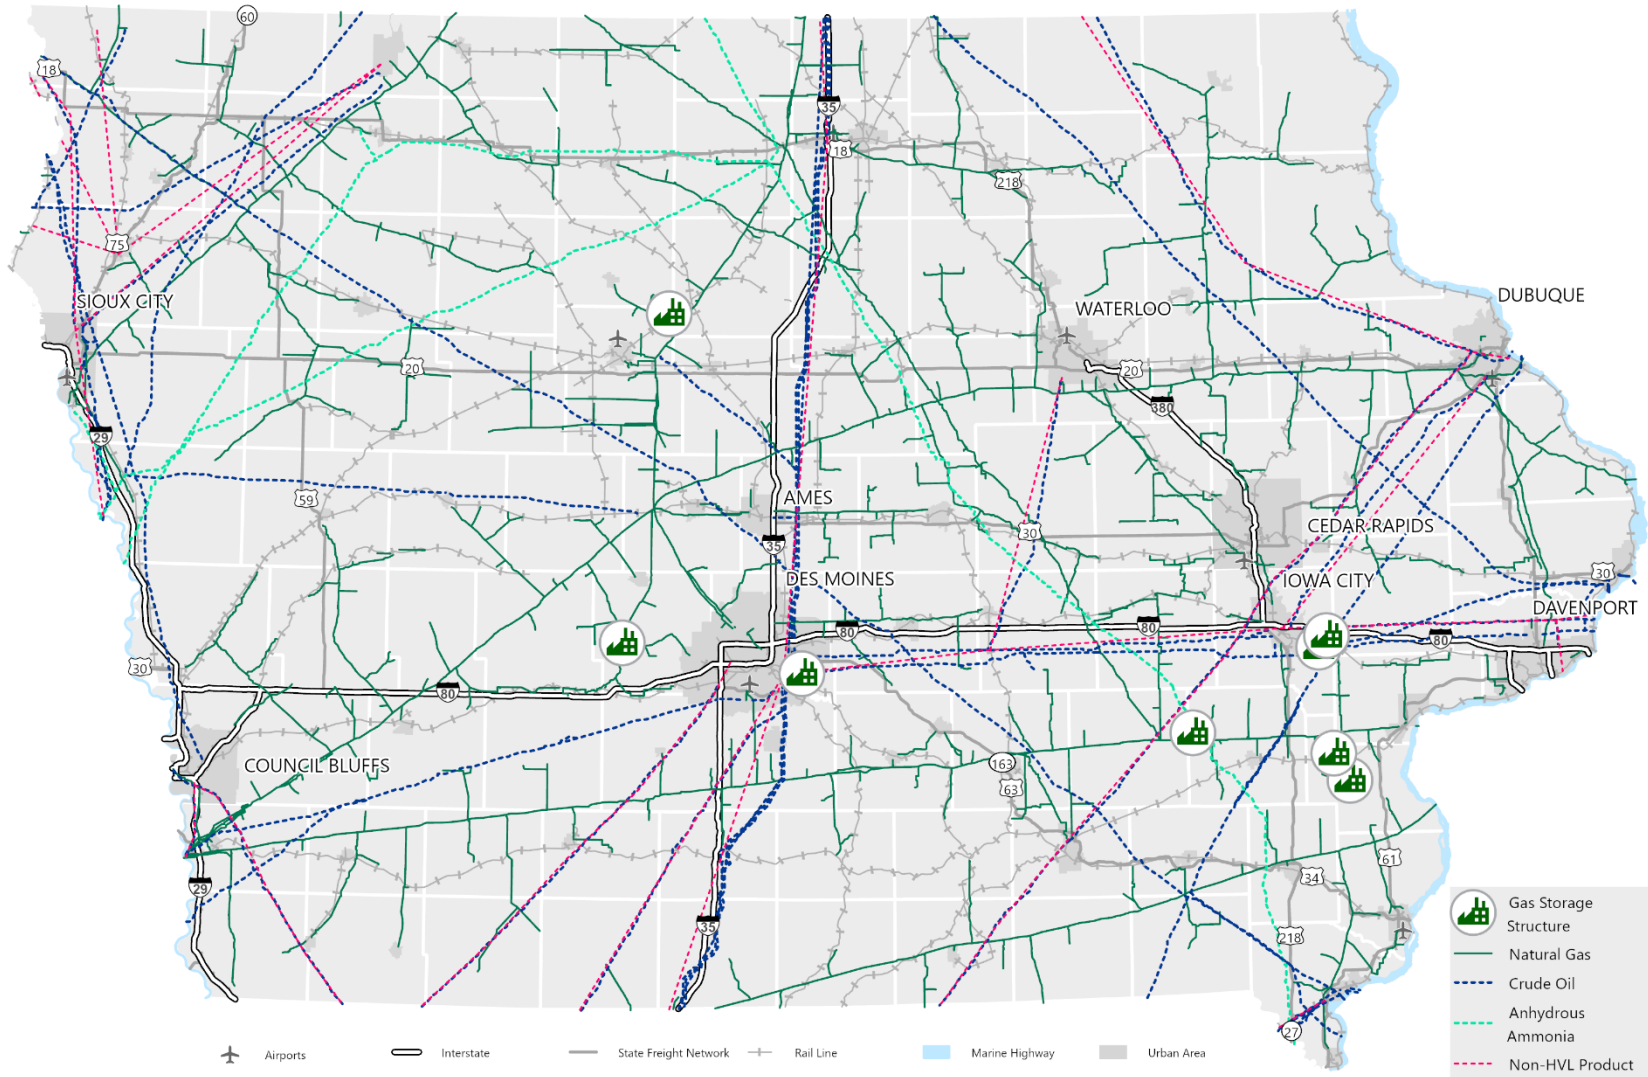 60
18
35
18
218
75
SIOUX CITY
DUBUQUE
WATERLOO
20
20
380
29
59
AMES
30
CEDAR RAPIDS
35
DES MOINES
IOWA CITY
30
DAVENPORT
80
80
80
30
80
COUNCIL BLUFFS
163
63
61
34
29
35
218
27
Gas Storage
Structure
Natural Gas
Crude Oil
Anhydrous
Ammonia
Non-HVL Product
Airports
Interstate
State Freight Network
Rail Line
Marine Highway
Urban Area